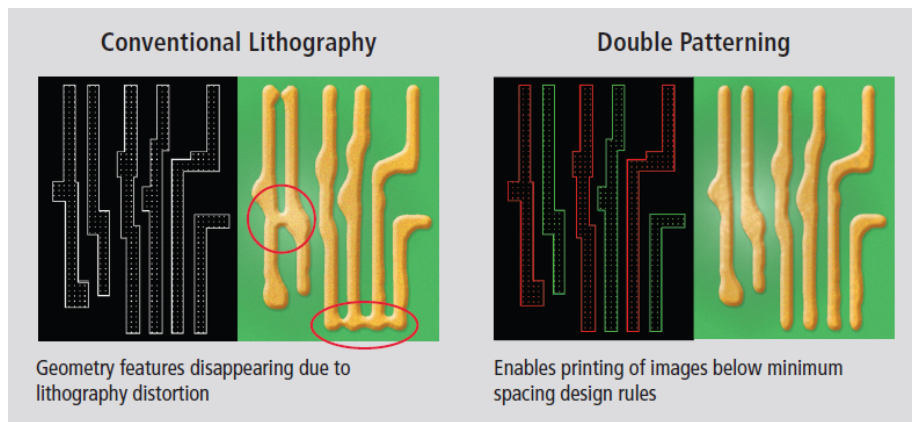 Conventional Lithography
Geometry features disappearing due to
lithography distortion
Double Patterning
Enables printing of images below minimum
spacing design rules